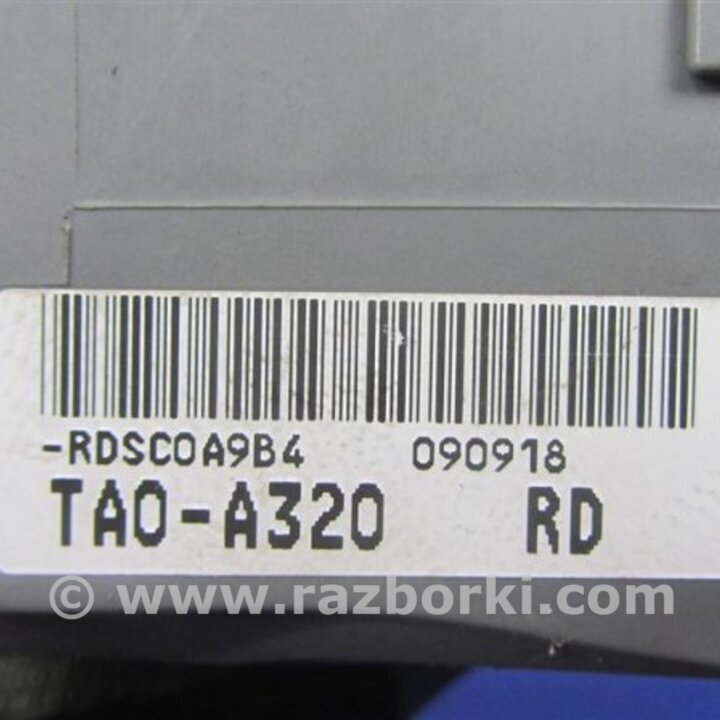 -RDSC0A9B4 090918
TA0-A320 RD
© www.razborki.com